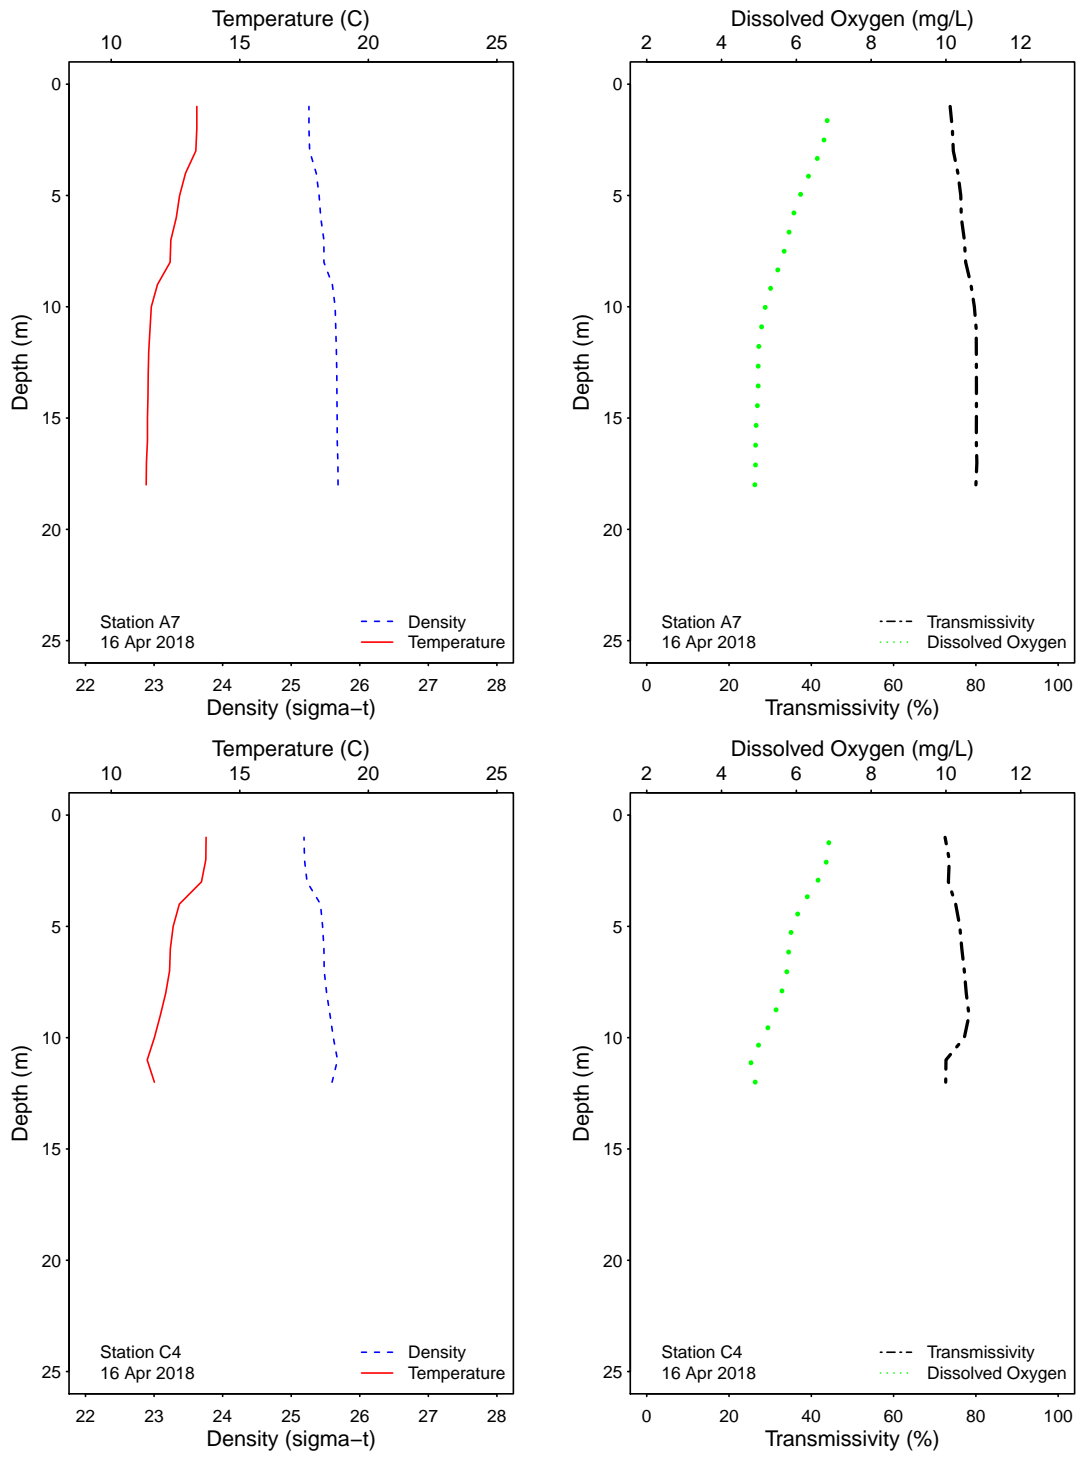 Temperature (C)
10 15 20 25
0
5
10
15
20
25
Depth (m)
Station A7
16 Apr 2018
Density
Temperature
22 23 24 25 26 27 28
Density (sigma−t)
Dissolved Oxygen (mg/L)
2 4 6 8 10 12
0
5
10
15
20
25
Depth (m)
Station A7
16 Apr 2018
Transmissivity
Dissolved Oxygen
0 20 40 60 80 100
Transmissivity (%)
Temperature (C)
10 15 20 25
0
5
10
15
20
25
Depth (m)
Station C4
16 Apr 2018
Density
Temperature
22 23 24 25 26 27 28
Density (sigma−t)
Dissolved Oxygen (mg/L)
2 4 6 8 10 12
0
5
10
15
20
25
Depth (m)
Station C4
16 Apr 2018
Transmissivity
Dissolved Oxygen
0 20 40 60 80 100
Transmissivity (%)